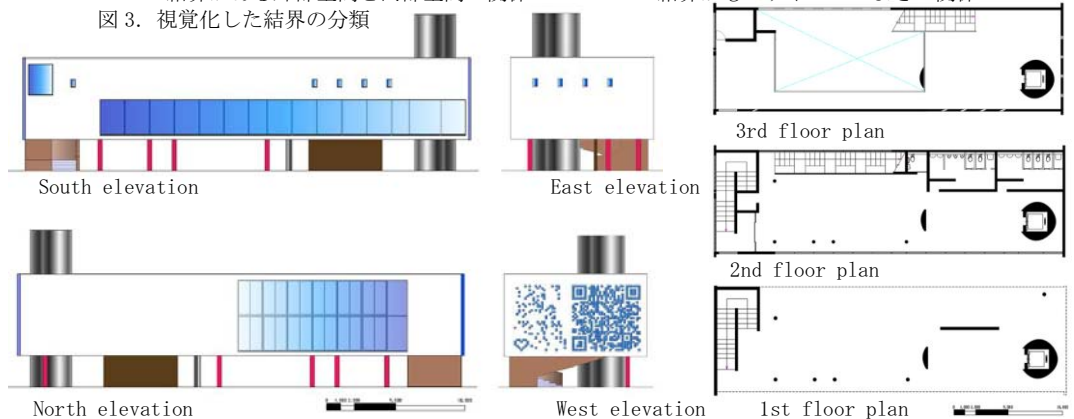 図 3. 視覚化した結界の分類
South elevation
East elevation
3rd floor plan
2nd floor plan
North elevation
West elevation
1st floor plan